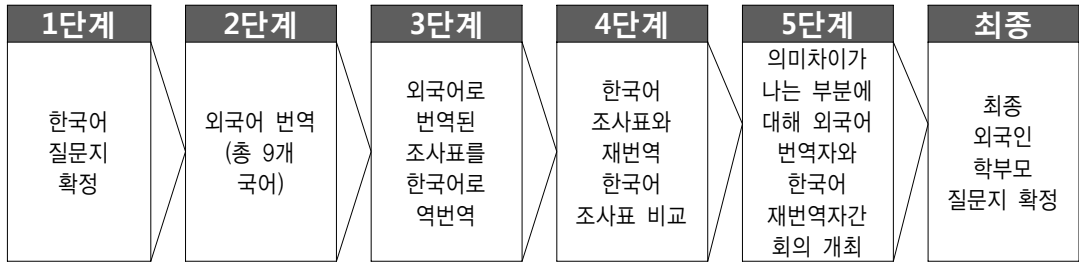 1단계
한국어
질문지
확정
2단계
외국어 번역
(총 9개
국어)
3단계
외국어로
번역된
조사표를
한국어로
역번역
4단계
한국어
조사표와
재번역
한국어
조사표 비교
5단계
의미차이가
나는 부분에
대해 외국어
번역자와
한국어
재번역자간
회의 개최
최종
최종
외국인
학부모
질문지 확정